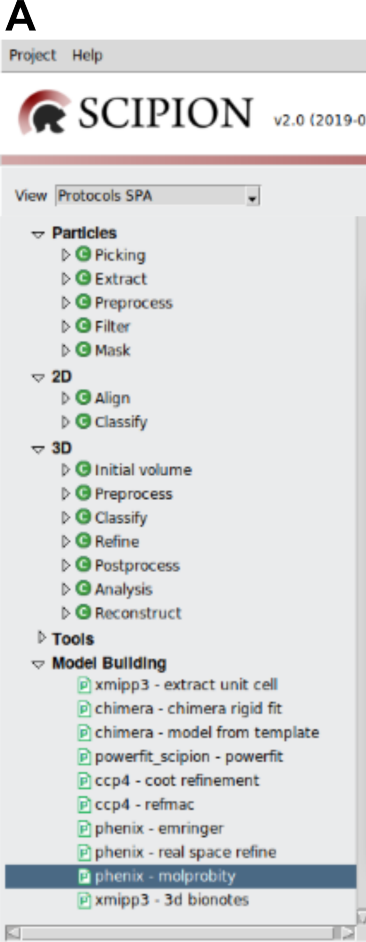 A
Project Help
SCIPION v2.0 (2019-0
View Protocols SPA
Particles
C Picking
C Extract
C Preprocess
C Filter
C Mask
2D
C Align
C Classify
3D
C Initial volume
C Preprocess
C Classify
C Refine
C Postprocess
C Analysis
C Reconstruct
Tools
Model Building
P xmipp3 - extract unit cell
P chimera - chimera rigid fit
P chimera - model from template
P powerfit_scipion - powerfit
P ccp4 - coot refinement
P ccp4 - refmac
P phenix - emringer
P phenix - real space refine
P phenix - molprobity
P xmipp3 - 3d bionotes